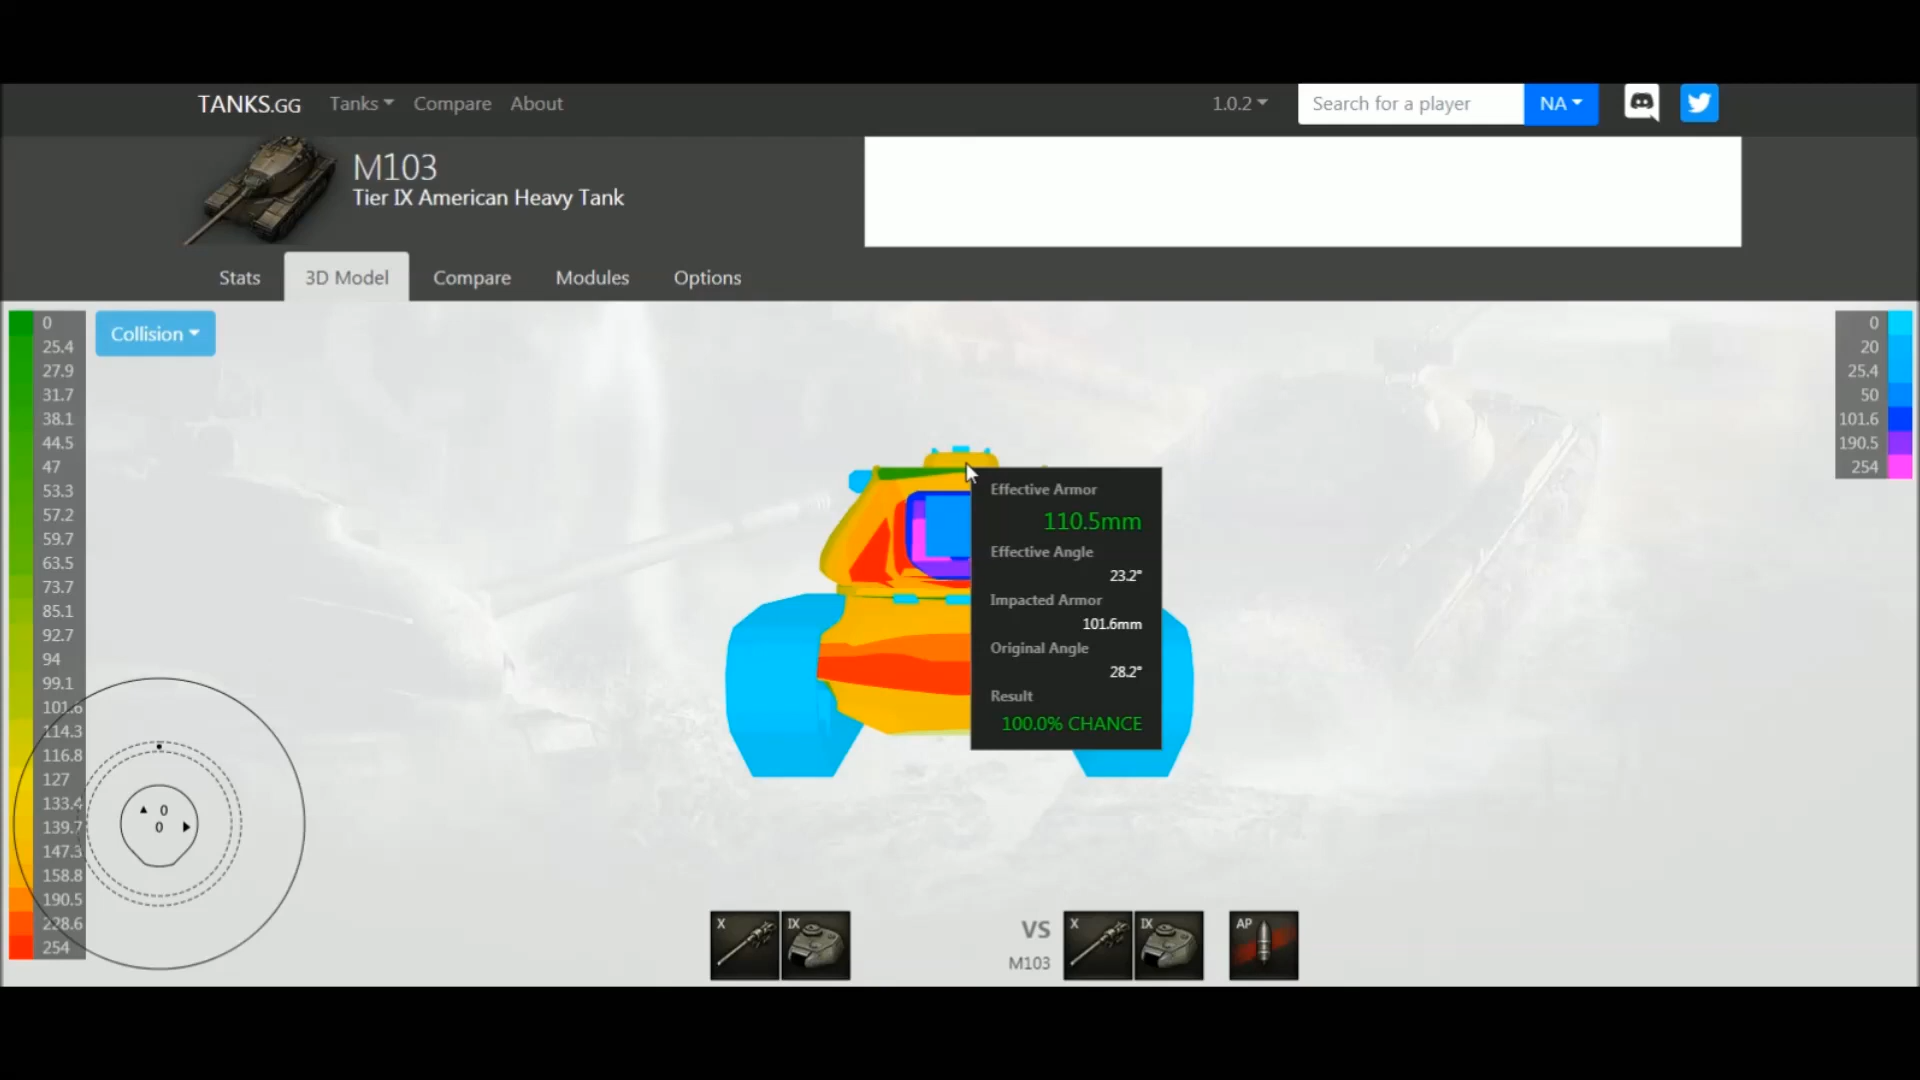 TANKS.GG Tanks Compare About 1.0.2 Search for a player NA
M103
Tier IX American Heavy Tank
Stats 3D Model Compare Modules Options
Collision
0
25.4
27.9
31.7
38.1
44.5
47
53.3
57.2
59.7
63.5
73.7
85.1
92.7
94
99.1
101.6
114.3
116.8
127
133.4
139.7
147.3
158.8
190.5
228.6
254
0
0
0
20
25.4
50
101.6
190.5
254
Effective Armor
110.5mm
Effective Angle
23.2°
Impacted Armor
101.6mm
Original Angle
28.2°
Result
100.0% CHANCE
X IX
VS
M103
X IX
AP